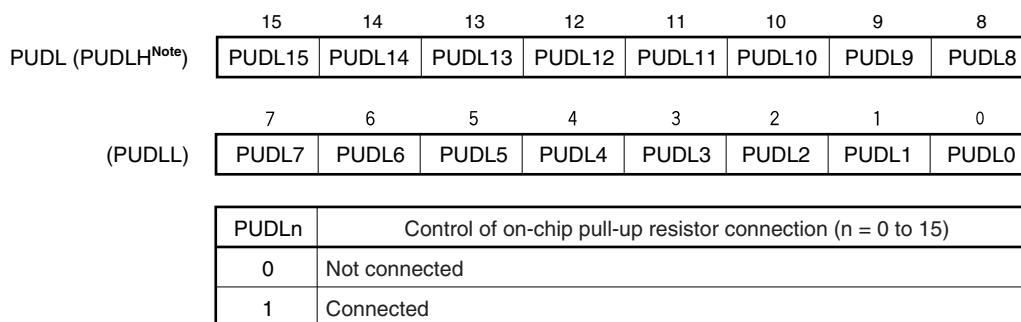 15 14 13 12 11 10 9 8
PUDL (PUDLHNote) PUDL15 PUDL14 PUDL13 PUDL12 PUDL11 PUDL10 PUDL9 PUDL8
7 6 5 4 3 2 1 0
(PUDLL) PUDL7 PUDL6 PUDL5 PUDL4 PUDL3 PUDL2 PUDL1 PUDL0
PUDLn Control of on-chip pull-up resistor connection (n = 0 to 15)
0 Not connected
1 Connected